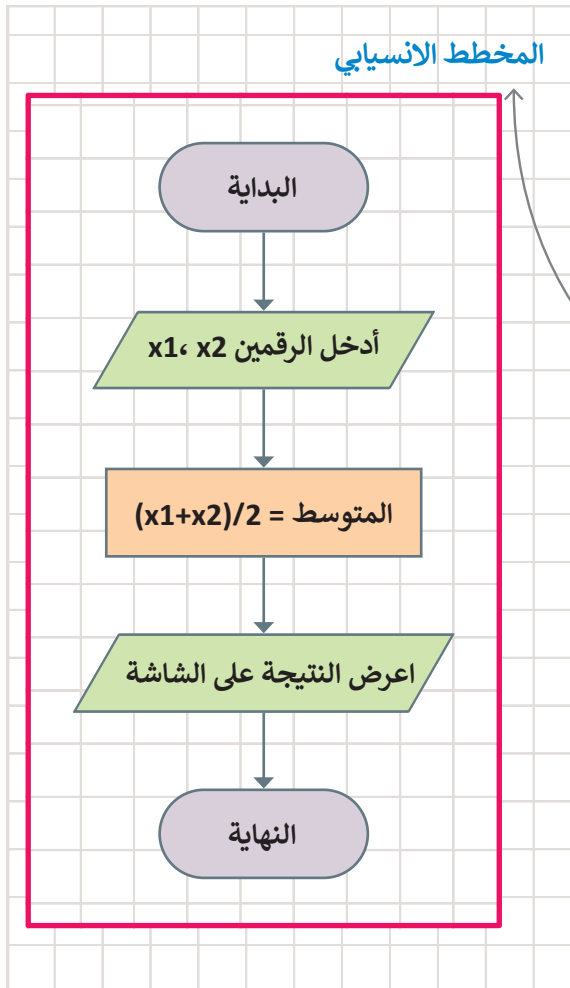 المخطط الانسيابي
البداية
أدخل الرقمين x1، x2
المتوسط = (x1+x2)/2
اعرض النتيجة على الشاشة
النهاية